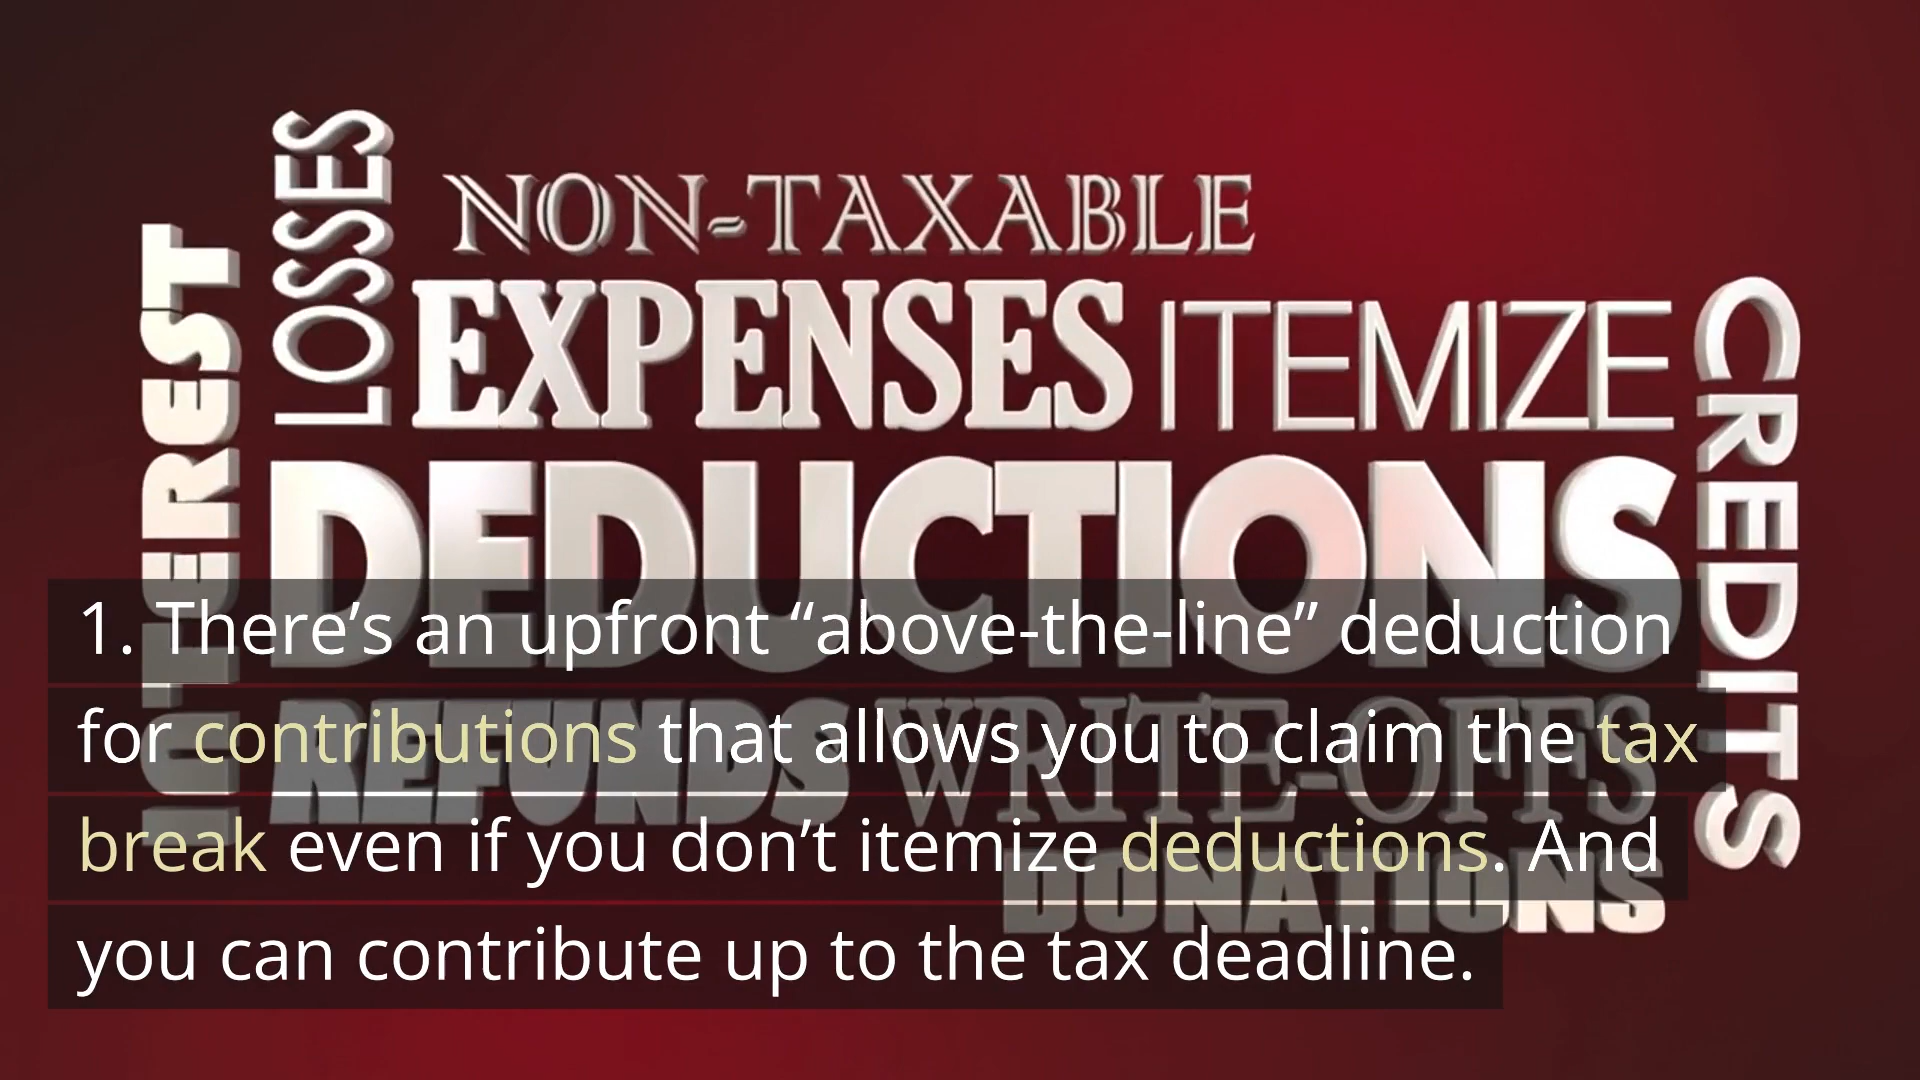 LOSSES
NON-TAXABLE
INTEREST
EXPENSES ITEMIZE
CREDITS
DEDUCTIONS
REFUNDS WRITE-OFFS
DONATIONS
1. There’s an upfront “above-the-line” deduction
for contributions that allows you to claim the tax
break even if you don’t itemize deductions. And
you can contribute up to the tax deadline.